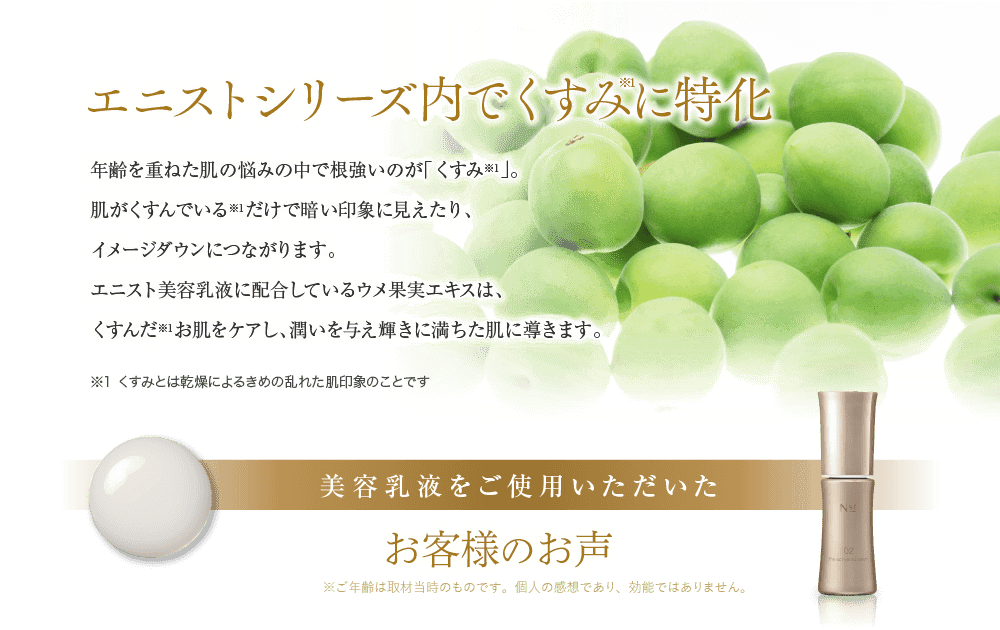 エニストシリーズ内でくすみ※1に特化
年齢を重ねた肌の悩みの中で根強いのが「くすみ※1」。
肌がくすんでいる※1だけで暗い印象に見えたり、
イメージダウンにつながります。
エニスト美容乳液に配合しているウメ果実エキスは、
くすんだ※1お肌をケアし、潤いを与え輝きに満ちた肌に導きます。
※1 くすみとは乾燥によるきめの乱れた肌印象のことです
美容乳液をご使用いただいた
お客様のお声
※ご年齢は取材当時のものです。個人の感想であり、効能ではありません。
02